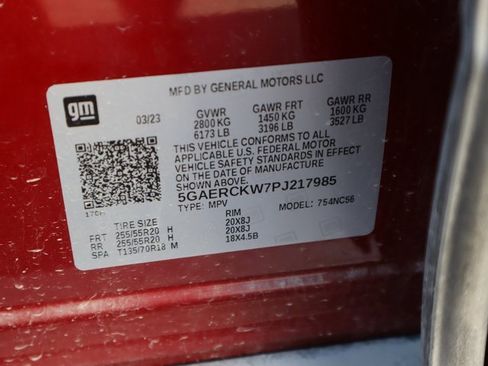 MFD BY GENERAL MOTORS LLC
gm
03/23 GVWR GAWR FRT GAWR RR
2800 KG 1450 KG 1600 KG
6173 LB 3196 LB 3527 LB
THIS VEHICLE CONFORMS TO ALL
APPLICABLE U.S. FEDERAL MOTOR
VEHICLE SAFETY STANDARDS IN EFFECT
ON THE DATE OF MANUFACTURE
SHOWN ABOVE.
5GAERCKW7PJ217985
TYPE: MPV MODEL: 754NC56
TIRE SIZE RIM
FRT 255/55R20 H 20X8J
RR 255/55R20 H 20X8J
SPA T135/70R18 M 18X4.5B